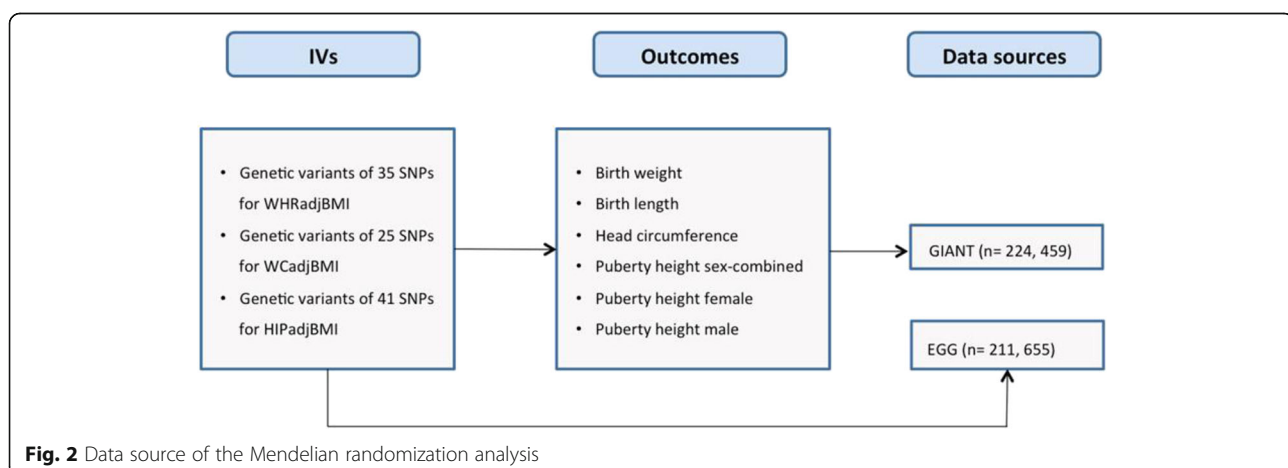 IVs
Outcomes
Data sources
• Genetic variants of 35 SNPs
for WHRadjBMI
• Genetic variants of 25 SNPs
for WCadjBMI
• Genetic variants of 41 SNPs
for HIPadjBMI
• Birth weight
• Birth length
• Head circumference
• Puberty height sex-combined
• Puberty height female
• Puberty height male
GIANT (n= 224, 459)
EGG (n= 211, 655)
Fig. 2 Data source of the Mendelian randomization analysis